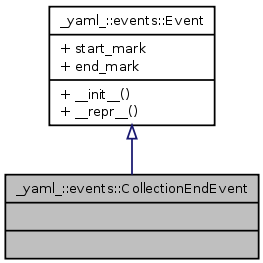 _yaml_::events::Event
+ start_mark
+ end_mark
+ __init__()
+ __repr__()
_yaml_::events::CollectionEndEvent